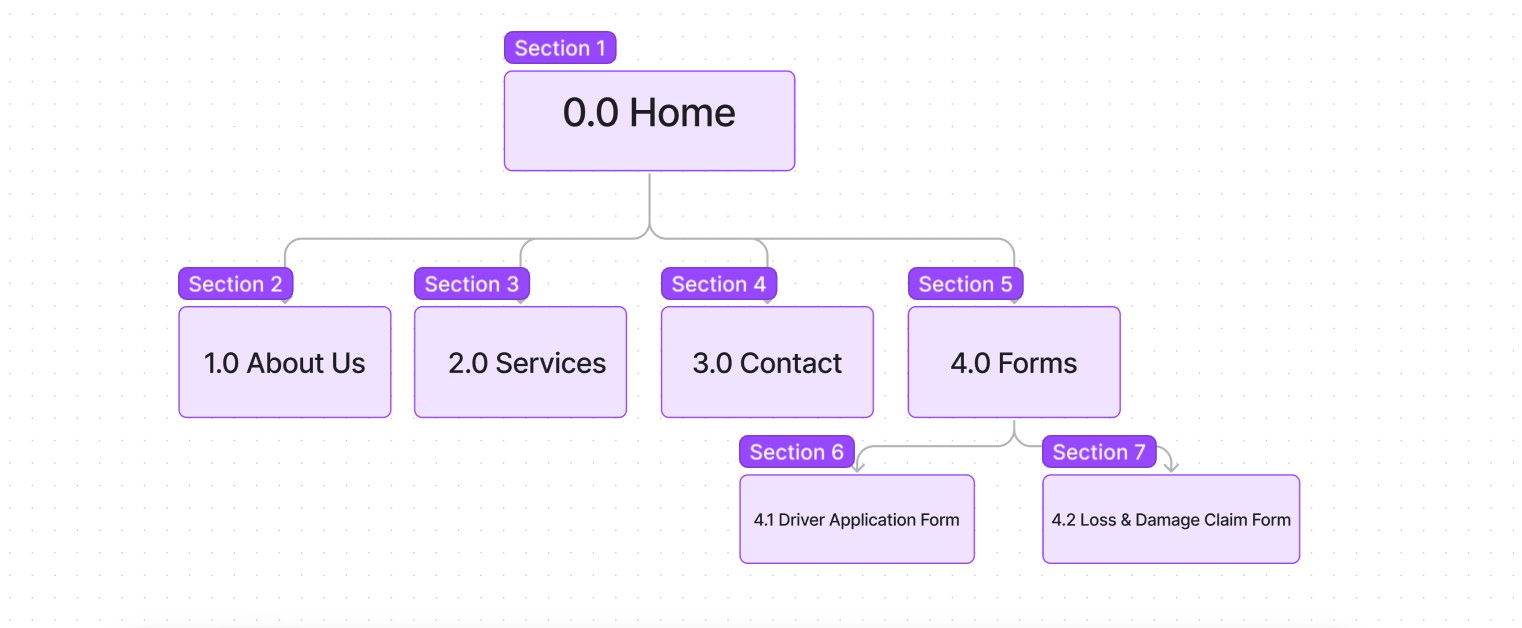 Section 1
0.0 Home
Section 2
Section 3
Section 4
Section 5
1.0 About Us
2.0 Services
3.0 Contact
4.0 Forms
Section 6
Section 7
4.1 Driver Application Form
4.2 Loss & Damage Claim Form